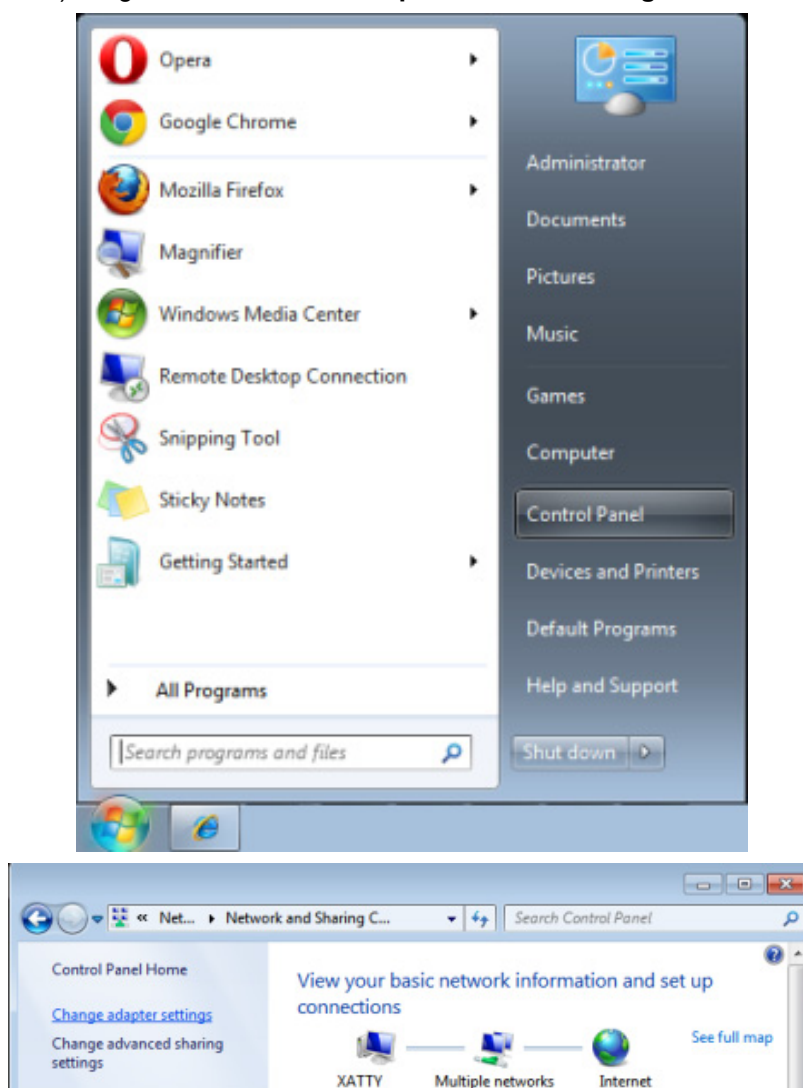 Opera
Google Chrome
Mozilla Firefox
Magnifier
Windows Media Center
Remote Desktop Connection
Snipping Tool
Sticky Notes
Getting Started
All Programs
Search programs and files
Administrator
Documents
Pictures
Music
Games
Computer
Control Panel
Devices and Printers
Default Programs
Help and Support
Shut down
« Net... Network and Sharing C... Search Control Panel
Control Panel Home
Change adapter settings
Change advanced sharing
settings
View your basic network information and set up
connections
See full map
XATTY Multiple networks Internet